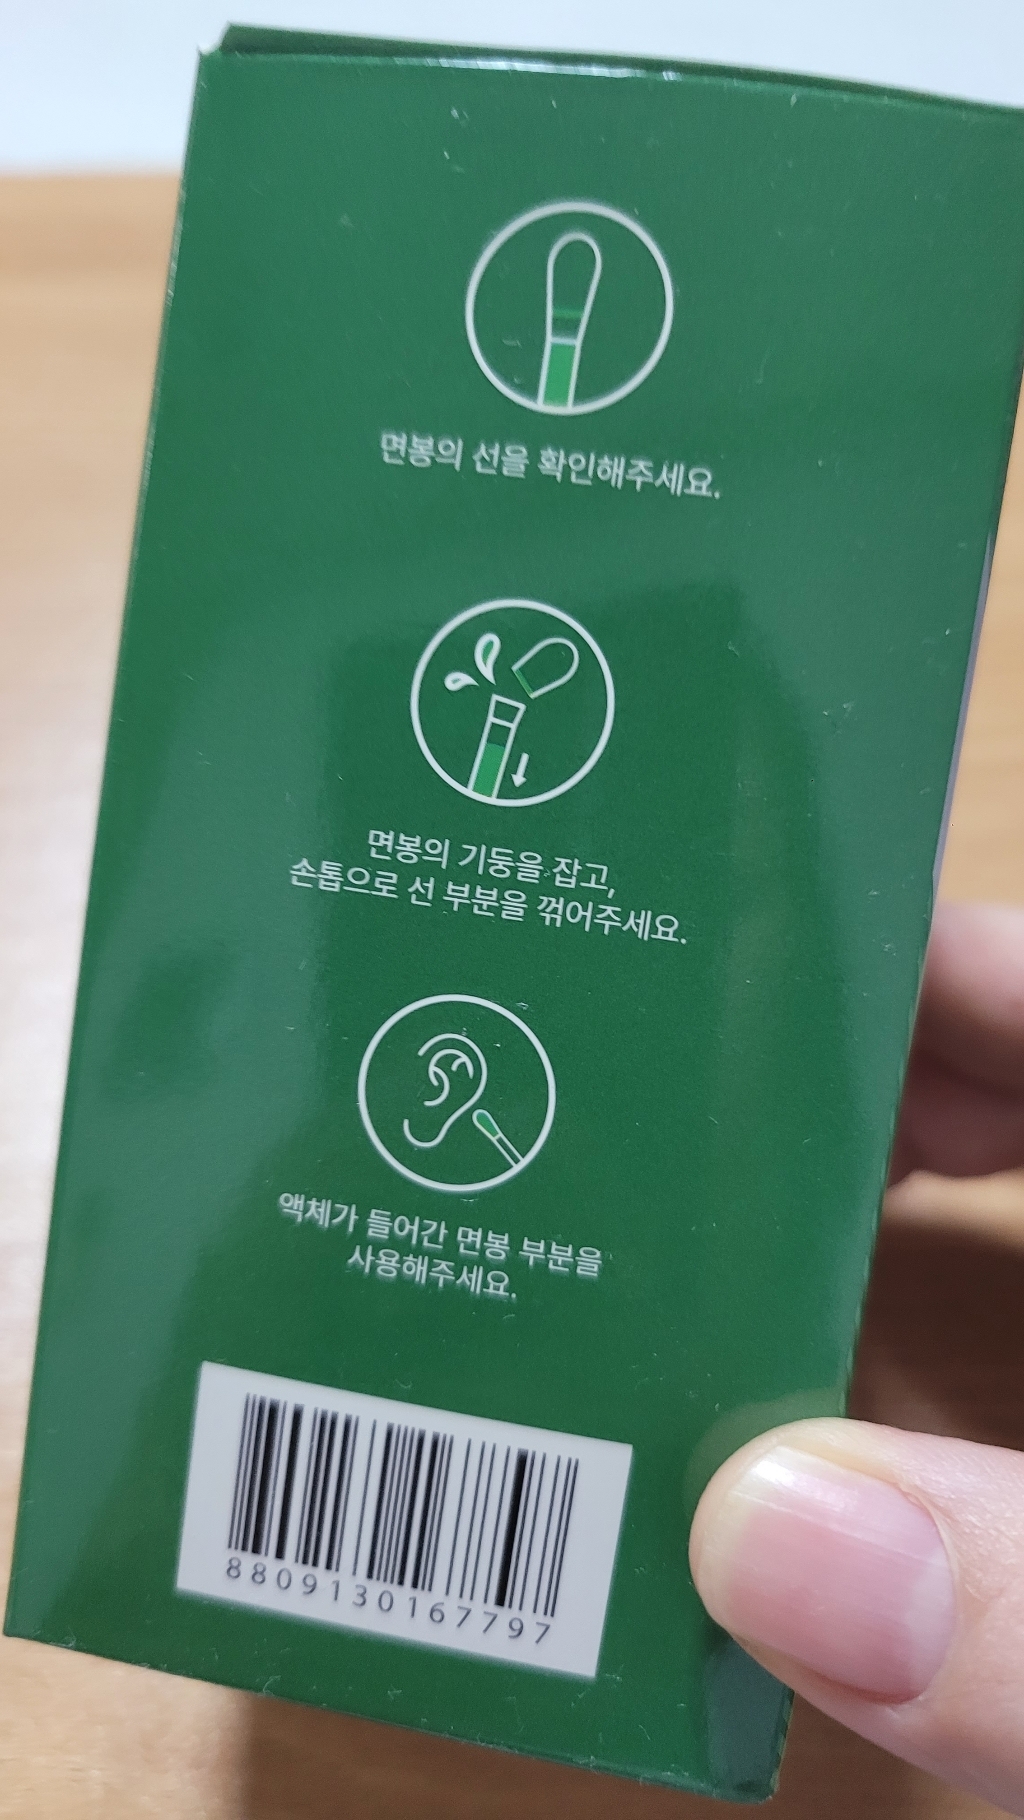 면봉의 선을 확인해주세요.
면봉의 기둥을 잡고,
손톱으로 선 부분을 꺾어주세요.
액체가 들어간 면봉 부분을
사용해주세요.
8809130167797